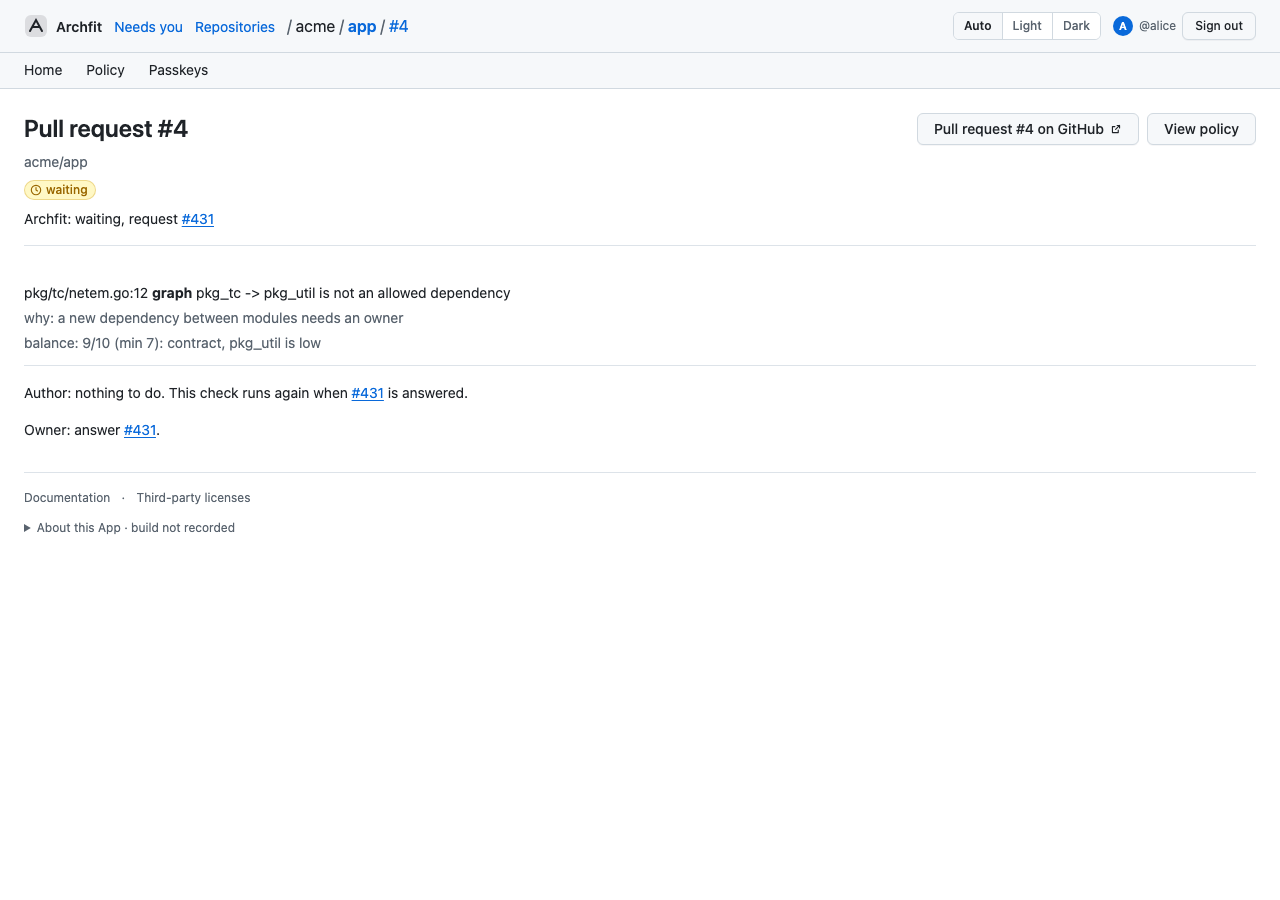 Archfit Needs you Repositories / acme / app / #4
Auto Light Dark A @alice Sign out
Home Policy Passkeys
Pull request #4
Pull request #4 on GitHub View policy
acme/app
waiting
Archfit: waiting, request #431
pkg/tc/netem.go:12 graph pkg_tc -> pkg_util is not an allowed dependency
why: a new dependency between modules needs an owner
balance: 9/10 (min 7): contract, pkg_util is low
Author: nothing to do. This check runs again when #431 is answered.
Owner: answer #431.
Documentation · Third-party licenses
About this App · build not recorded